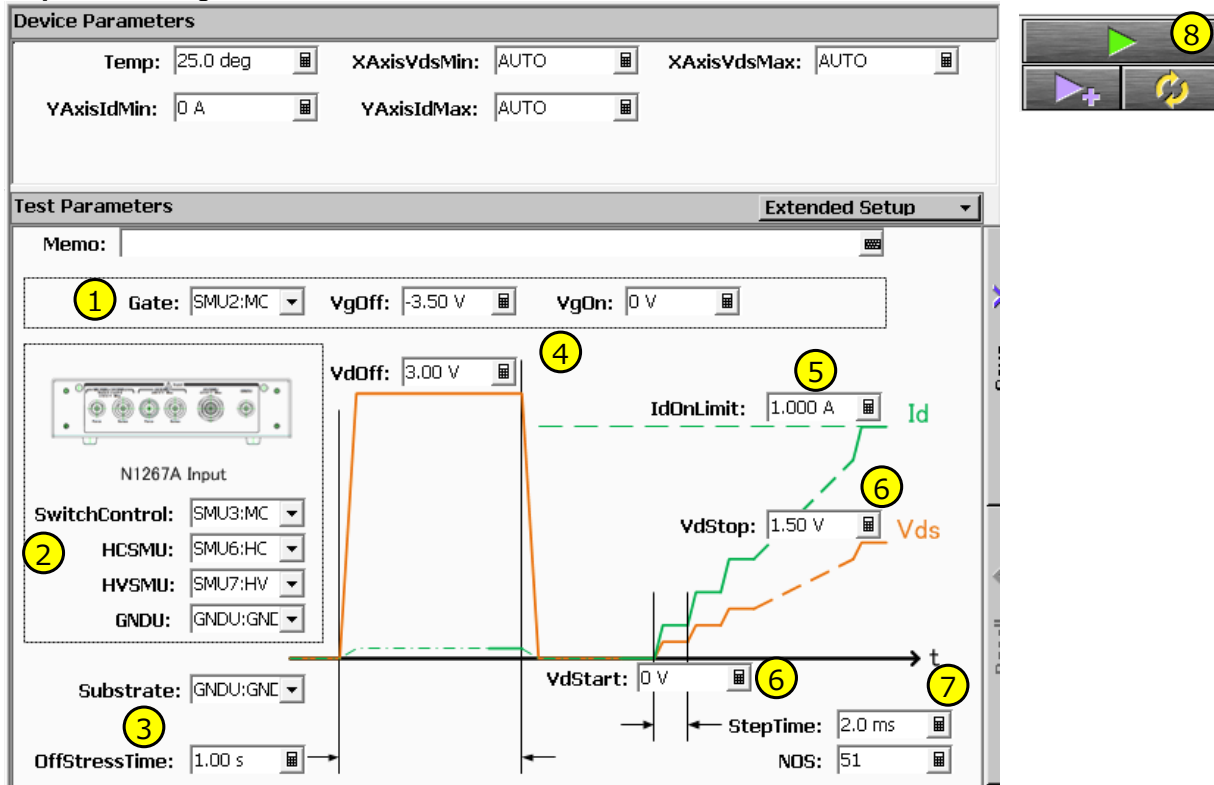 Device Parameters
8
Temp: 25.0 deg XAxisVdsMin: AUTO XAxisVdsMax: AUTO
YAxisIdMin: 0 A YAxisIdMax: AUTO
Test Parameters Extended Setup
Memo:
1 Gate: SMU2:MC VgOff: -3.50 V VgOn: 0 V
4
VdOff: 3.00 V
5
IdOnLimit: 1.000 A Id
N1267A Input
6
SwitchControl: SMU3:MC
VdStop: 1.50 V Vds
2 HCSMU: SMU6:HC
HVSMU: SMU7:HV
GNDU: GNDU:GND
t
Substrate: GNDU:GND
VdStart: 0 V 6
7
3
StepTime: 2.0 ms
OffStressTime: 1.00 s
NOS: 51